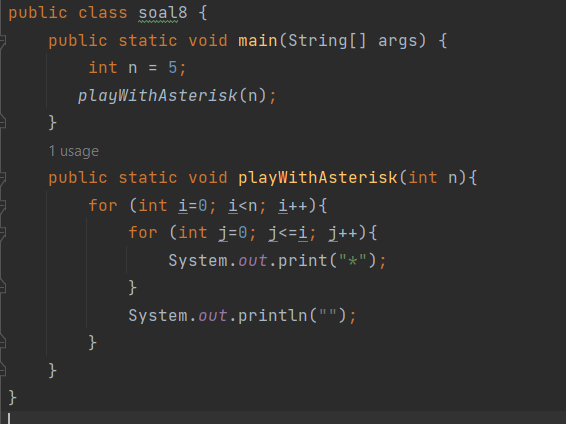 public class soal8 {
    public static void main(String[] args) {
        int n = 5;
       playWithAsterisk(n);
    }
    1 usage
    public static void playWithAsterisk(int n){
        for (int i=0; i<n; i++){
            for (int j=0; j<=i; j++){
                System.out.print("*");
            }
            System.out.println("");
        }
    }
}